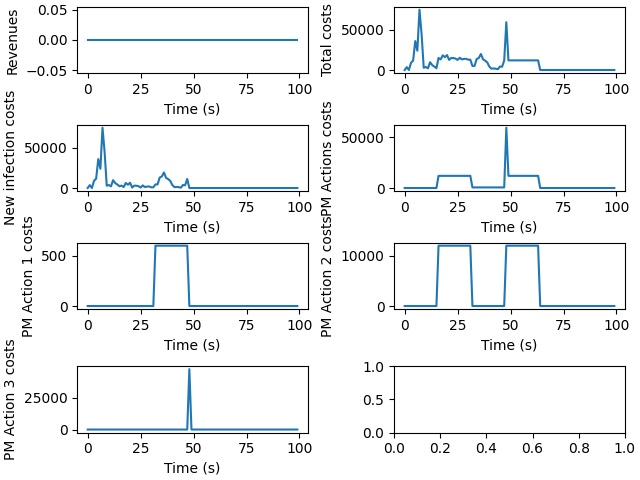 Revenues
0.05
0.00
−0.05
0 25 50 75 100
Time (s)
Total costs
50000
0
0 25 50 75 100
Time (s)
New infection costs
50000
0
0 25 50 75 100
Time (s)
PM Actions costs
50000
0
0 25 50 75 100
Time (s)
PM Action 1 costs
500
0
0 25 50 75 100
Time (s)
PM Action 2 costs
10000
0
0 25 50 75 100
Time (s)
PM Action 3 costs
25000
0
0 25 50 75 100
Time (s)
1.0
0.5
0.0
0.0 0.2 0.4 0.6 0.8 1.0